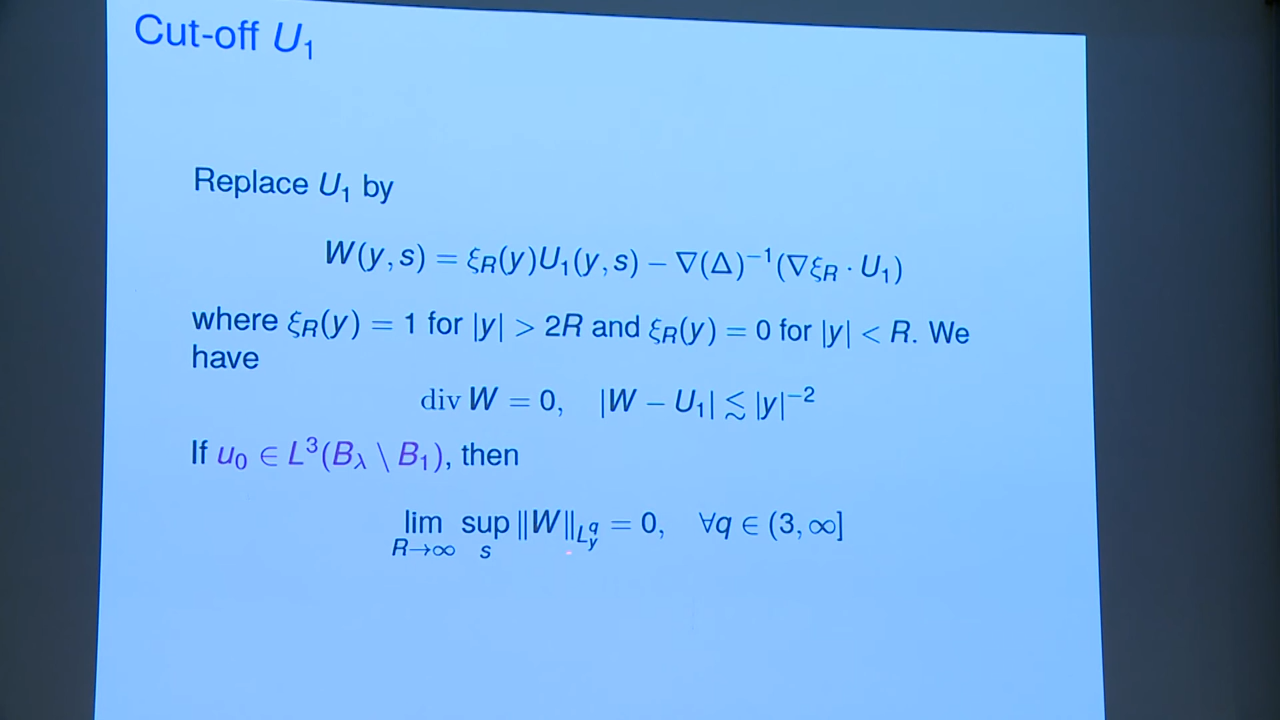 Cut-off U₁
Replace U₁ by
W(y, s) = ξ_R(y)U₁(y, s) − ∇(Δ)⁻¹(∇ξ_R · U₁)
where ξ_R(y) = 1 for |y| > 2R and ξ_R(y) = 0 for |y| < R. We
have
div W = 0, |W − U₁| ≲ |y|⁻²
If u₀ ∈ L³(B_λ \ B₁), then
lim_{R→∞} sup_s ‖W‖_{L^q_y} = 0, ∀q ∈ (3, ∞]